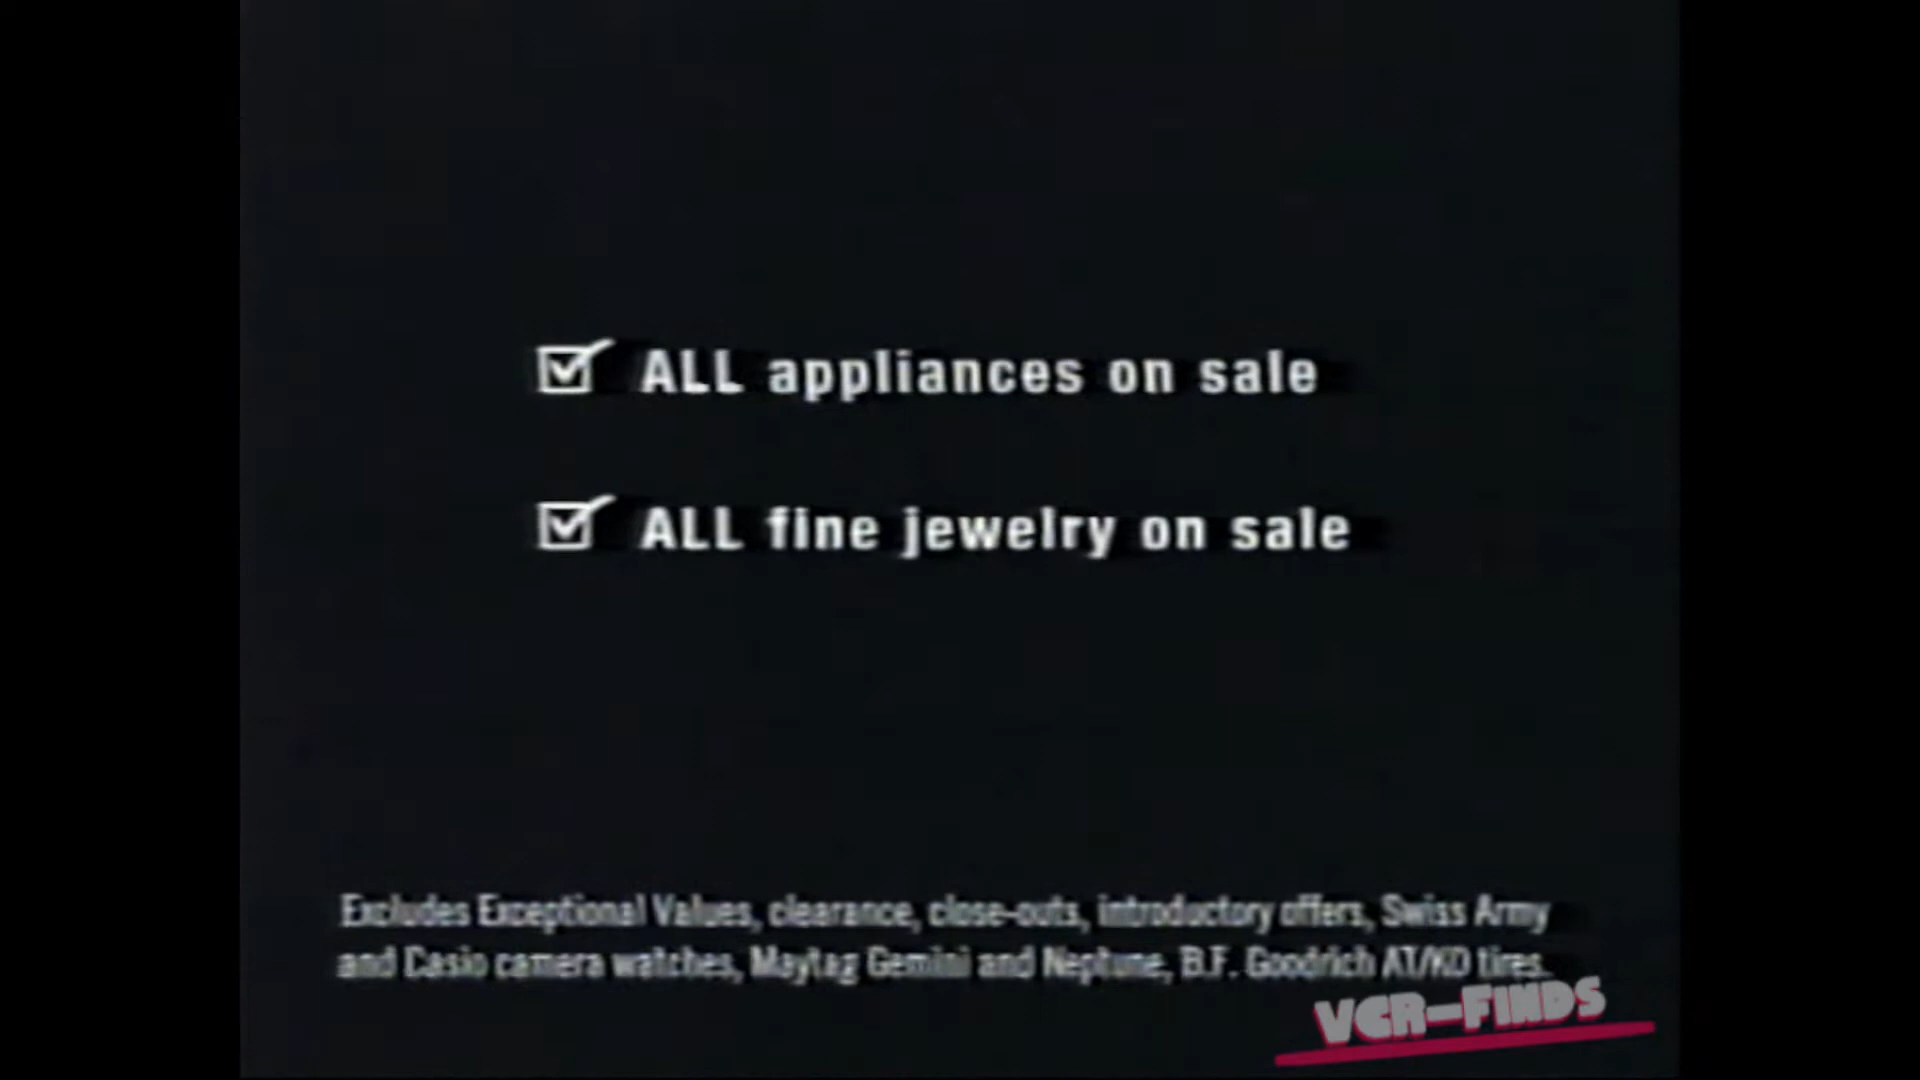 ALL appliances on sale
ALL fine jewelry on sale
Excludes Exceptional Values, clearance, close-outs, introductory offers, Swiss Army
and Casio camera watches, Maytag Gemini and Neptune, B.F. Goodrich AT/KO tires.
VCR-FINDS